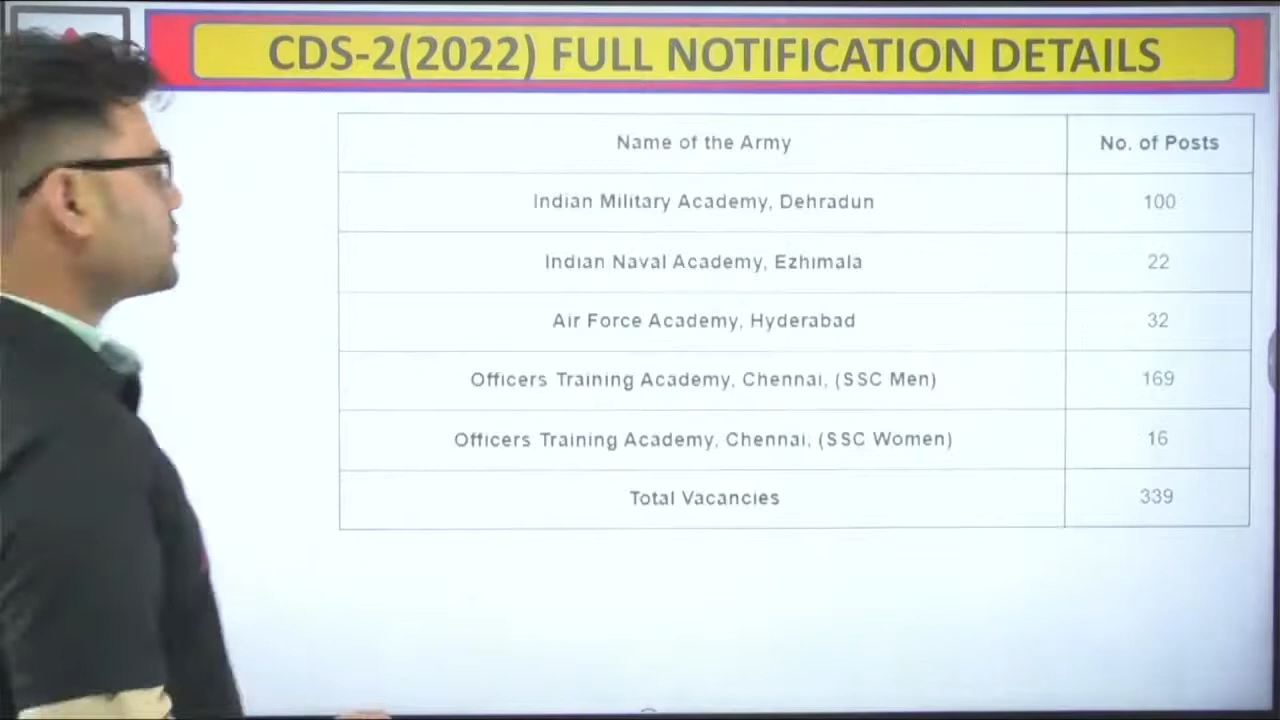 CDS-2(2022) FULL NOTIFICATION DETAILS
Name of the Army No. of Posts
Indian Military Academy, Dehradun 100
Indian Naval Academy, Ezhimala 22
Air Force Academy, Hyderabad 32
Officers Training Academy, Chennai, (SSC Men) 169
Officers Training Academy, Chennai, (SSC Women) 16
Total Vacancies 339